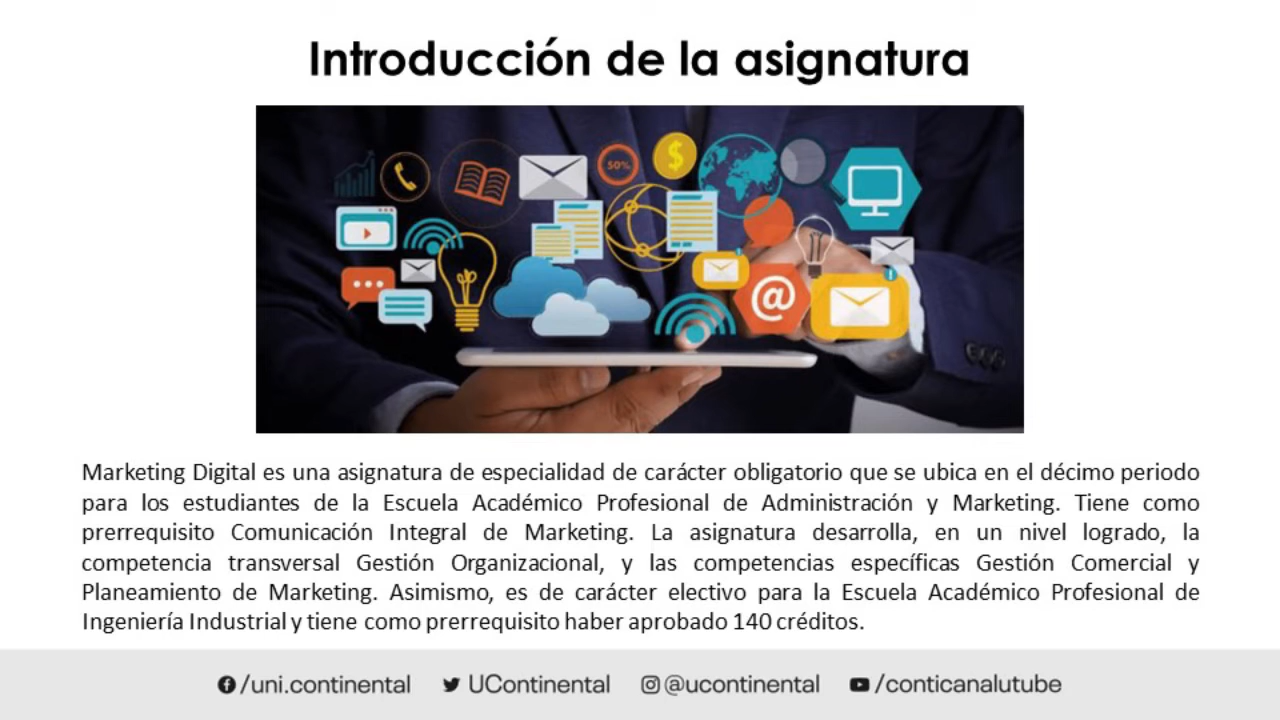 Introducción de la asignatura
50%
$
@
Marketing Digital es una asignatura de especialidad de carácter obligatorio que se ubica en el décimo periodo
para los estudiantes de la Escuela Académico Profesional de Administración y Marketing. Tiene como
prerrequisito Comunicación Integral de Marketing. La asignatura desarrolla, en un nivel logrado, la
competencia transversal Gestión Organizacional, y las competencias específicas Gestión Comercial y
Planeamiento de Marketing. Asimismo, es de carácter electivo para la Escuela Académico Profesional de
Ingeniería Industrial y tiene como prerrequisito haber aprobado 140 créditos.
/uni.continental UContinental @ucontinental /conticanalutube